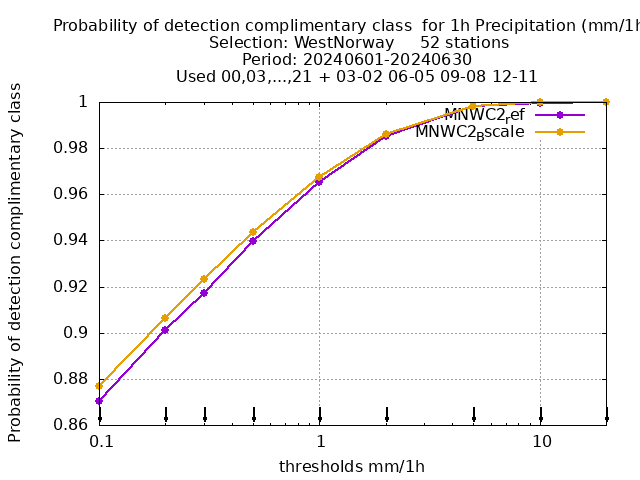 Probability of detection complimentary class  for 1h Precipitation (mm/1h
Selection: WestNorway     52 stations
Period: 20240601-20240630
Used 00,03,...,21 + 03-02 06-05 09-08 12-11
Probability of detection complimentary class
1
0.98
0.96
0.94
0.92
0.9
0.88
0.86
MNWC2ref
MNWC2Bscale
0.1
1
10
thresholds mm/1h